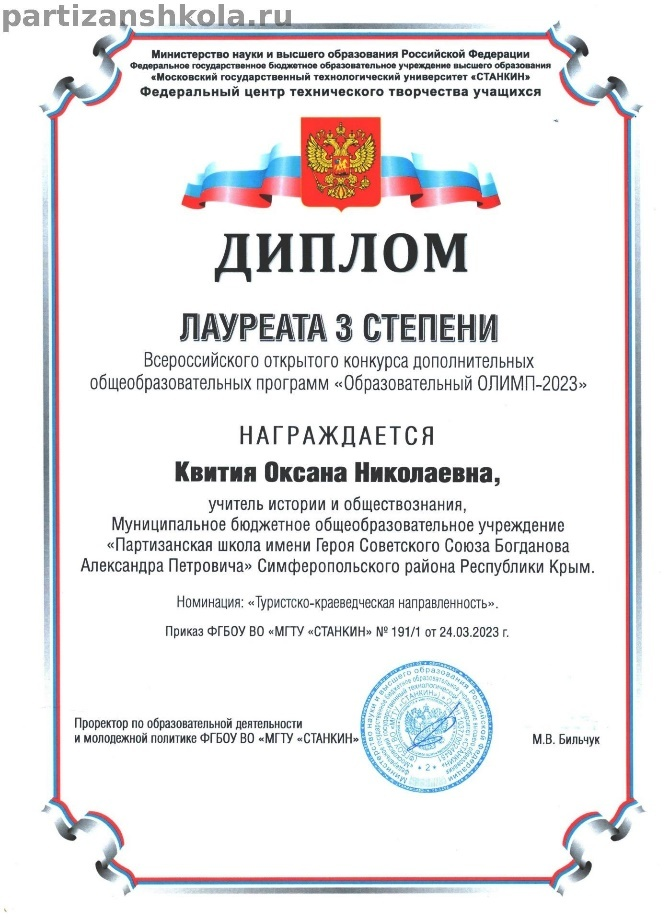 partizanshkola.ru
Министерство науки и высшего образования Российской Федерации
Федеральное государственное бюджетное образовательное учреждение высшего образования
«Московский государственный технологический университет «СТАНКИН»
Федеральный центр технического творчества учащихся
ДИПЛОМ
ЛАУРЕАТА 3 СТЕПЕНИ
Всероссийского открытого конкурса дополнительных
общеобразовательных программ «Образовательный ОЛИМП-2023»
НАГРАЖДАЕТСЯ
Квития Оксана Николаевна,
учитель истории и обществознания,
Муниципальное бюджетное общеобразовательное учреждение
«Партизанская школа имени Героя Советского Союза Богданова
Александра Петровича» Симферопольского района Республики Крым.
Номинация: «Туристско-краеведческая направленность».
Приказ ФГБОУ ВО «МГТУ «СТАНКИН» № 191/1 от 24.03.2023 г.
Проректор по образовательной деятельности
и молодежной политике ФГБОУ ВО «МГТУ «СТАНКИН»
М.В. Бильчук